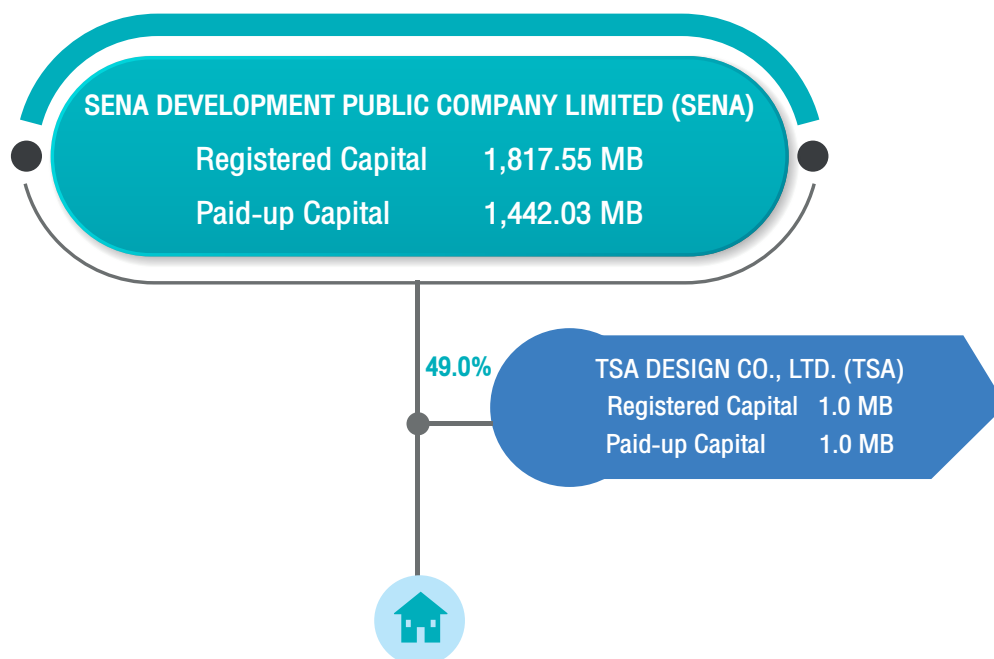 SENA DEVELOPMENT PUBLIC COMPANY LIMITED (SENA)
Registered Capital 1,817.55 MB
Paid-up Capital 1,442.03 MB
49.0%
TSA DESIGN CO., LTD. (TSA)
Registered Capital 1.0 MB
Paid-up Capital 1.0 MB